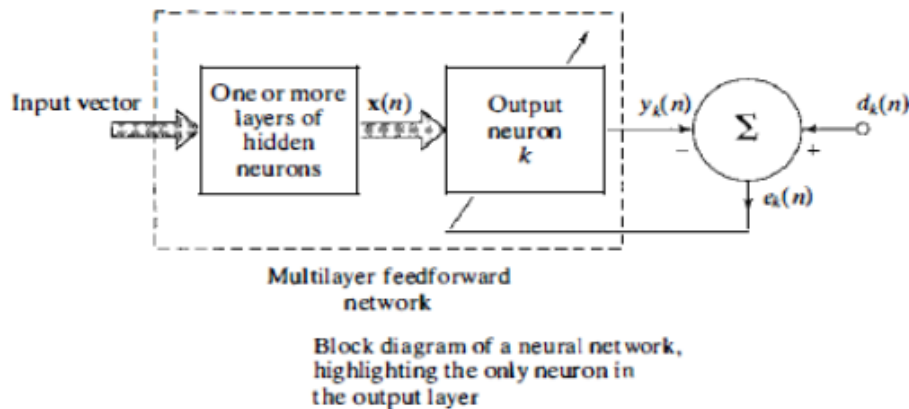 Input vector
One or more
layers of
hidden
neurons
x(n)
Output
neuron
k
yₖ(n)
−
Σ
+
dₖ(n)
eₖ(n)
Multilayer feedforward
network
Block diagram of a neural network,
highlighting the only neuron in
the output layer